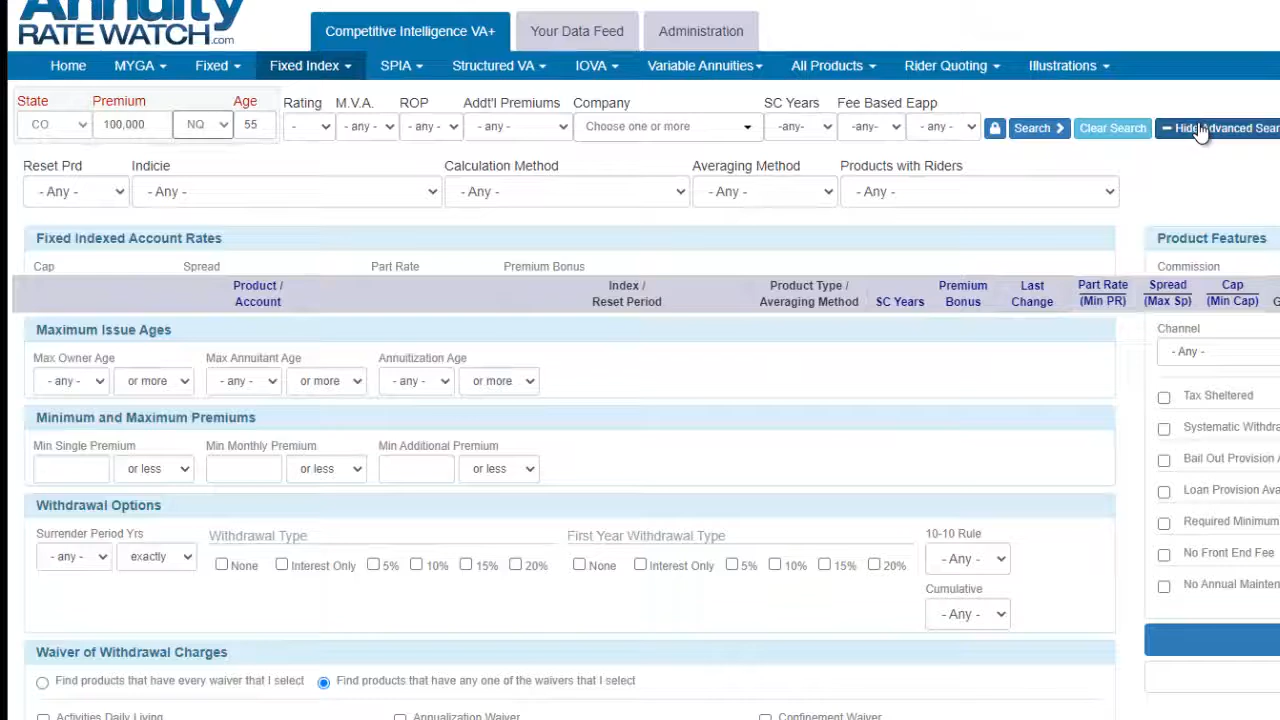 Annuity
RATE WATCH.com
Competitive Intelligence VA+ Your Data Feed Administration
Home MYGA Fixed Fixed Index SPIA Structured VA IOVA Variable Annuities All Products Rider Quoting Illustrations
State Premium Age Rating M.V.A. ROP Addt'l Premiums Company SC Years Fee Based Eapp
CO 100,000 NQ 55 - - any - - any - - any - Choose one or more -any- -any- - any - Search Clear Search Hide Advanced Sear
Reset Prd Indicie Calculation Method Averaging Method Products with Riders
- Any - - Any - - Any - - Any - - Any -
Fixed Indexed Account Rates Product Features
Cap Spread Part Rate Premium Bonus Commission
Product / Index / Product Type / Premium Last Part Rate Spread Cap
Account Reset Period Averaging Method SC Years Bonus Change (Min PR) (Max Sp) (Min Cap) G
Maximum Issue Ages Channel
Max Owner Age Max Annuitant Age Annuitization Age - Any -
- any - or more - any - or more - any - or more
Tax Sheltered
Minimum and Maximum Premiums
Systematic Withdra
Min Single Premium Min Monthly Premium Min Additional Premium
Bail Out Provision A
or less or less or less
Loan Provision Ava
Withdrawal Options
Required Minimum
Surrender Period Yrs Withdrawal Type First Year Withdrawal Type 10-10 Rule
- any - exactly None Interest Only 5% 10% 15% 20% None Interest Only 5% 10% 15% 20% - Any -
No Front End Fee
No Annual Mainten
Cumulative
- Any -
Waiver of Withdrawal Charges
Find products that have every waiver that I select Find products that have any one of the waivers that I select
Activities Daily Living Annualization Waiver Confinement Waiver